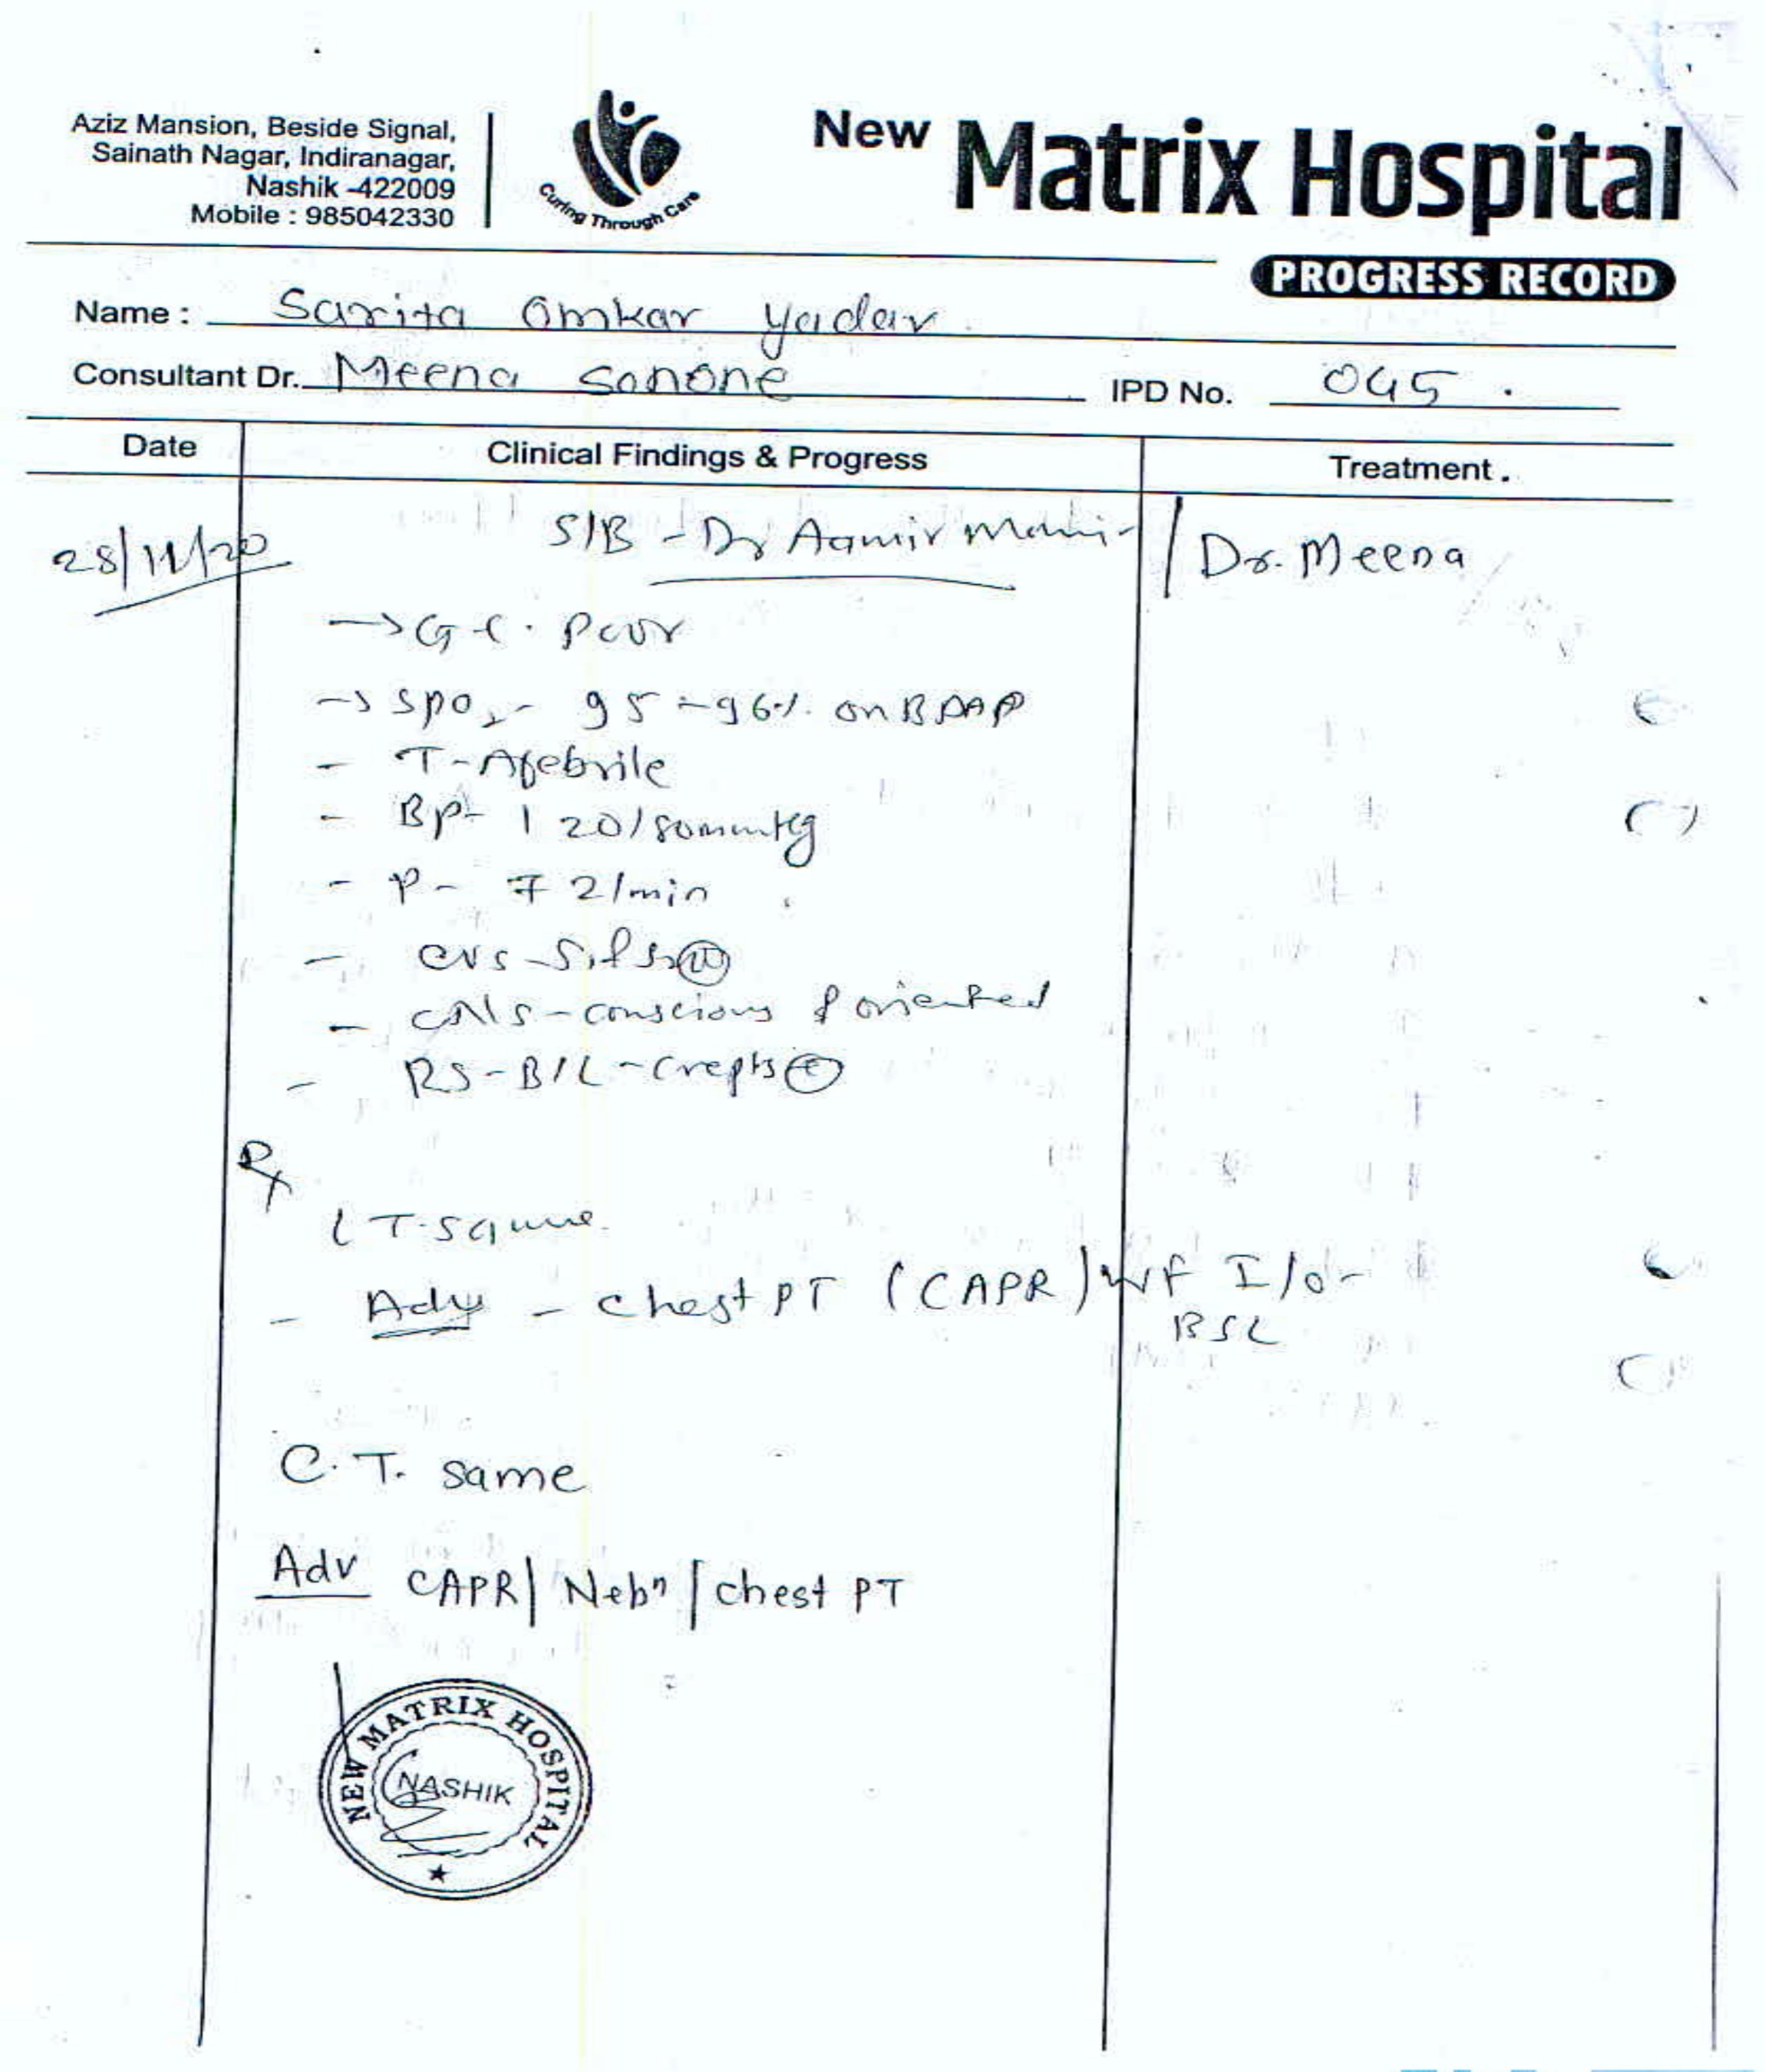 Aziz Mansion, Beside Signal,
Sainath Nagar, Indiranagar,
Nashik -422009
Mobile : 985042330
Curing Through Care
New Matrix Hospital
PROGRESS RECORD
Name : Sarita Omkar Yadav
Consultant Dr. Meena Sonone IPD No. 045
Date Clinical Findings & Progress Treatment .
28/11/20 S/B - Dr Aamir / Dr. Meena
→ G.C. Poor
→ SPO2 - 95 - 96% on
- T - Afebrile
- BP - 120/80mmHg
- P - 72/min
- CVS - S1 S2 (N)
- CNS - conscious & oriented
- RS - B/L - Crepts ⊕
Rx
CT. same
- Adv - Chest PT (CAPR) WF I/O -
BSL
C.T. same
Adv CAPR | Nebn | chest PT
NEW MATRIX HOSPITAL
NASHIK